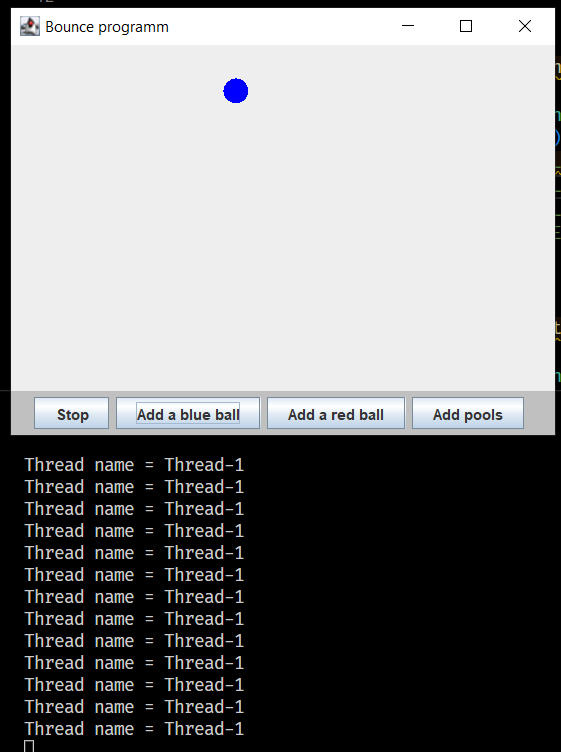 Bounce programm
Stop
Add a blue ball
Add a red ball
Add pools
Thread name = Thread-1
Thread name = Thread-1
Thread name = Thread-1
Thread name = Thread-1
Thread name = Thread-1
Thread name = Thread-1
Thread name = Thread-1
Thread name = Thread-1
Thread name = Thread-1
Thread name = Thread-1
Thread name = Thread-1
Thread name = Thread-1
Thread name = Thread-1